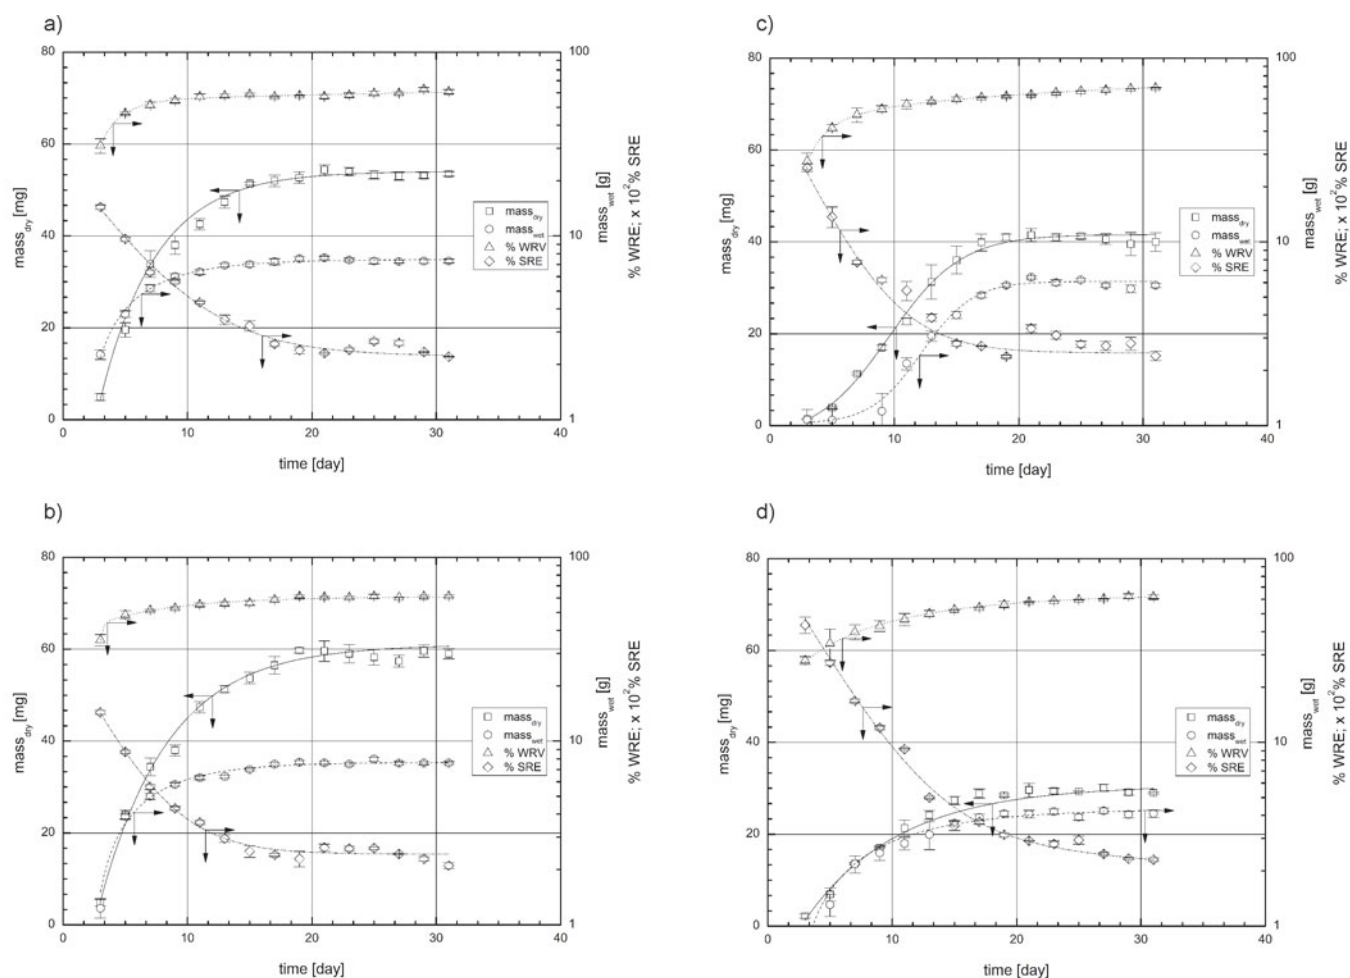 a)
80
60
40
20
0
0
10
20
30
40
100
10
1
mass_dry [mg]
time [day]
mass_wet [g]
% WRE; x 10² % SRE
mass_dry
mass_wet
% WRV
% SRE
c)
80
60
40
20
0
0
10
20
30
40
100
10
1
mass_dry [mg]
time [day]
mass_wet [g]
% WRE; x 10² % SRE
mass_dry
mass_wet
% WRV
% SRE
b)
80
60
40
20
0
0
10
20
30
40
100
10
1
mass_dry [mg]
time [day]
mass_wet [g]
% WRE; x 10² % SRE
mass_dry
mass_wet
% WRV
% SRE
d)
80
60
40
20
0
0
10
20
30
40
100
10
1
mass_dry [mg]
time [day]
mass_wet [g]
% WRE; x 10² % SRE
mass_dry
mass_wet
% WRV
% SRE